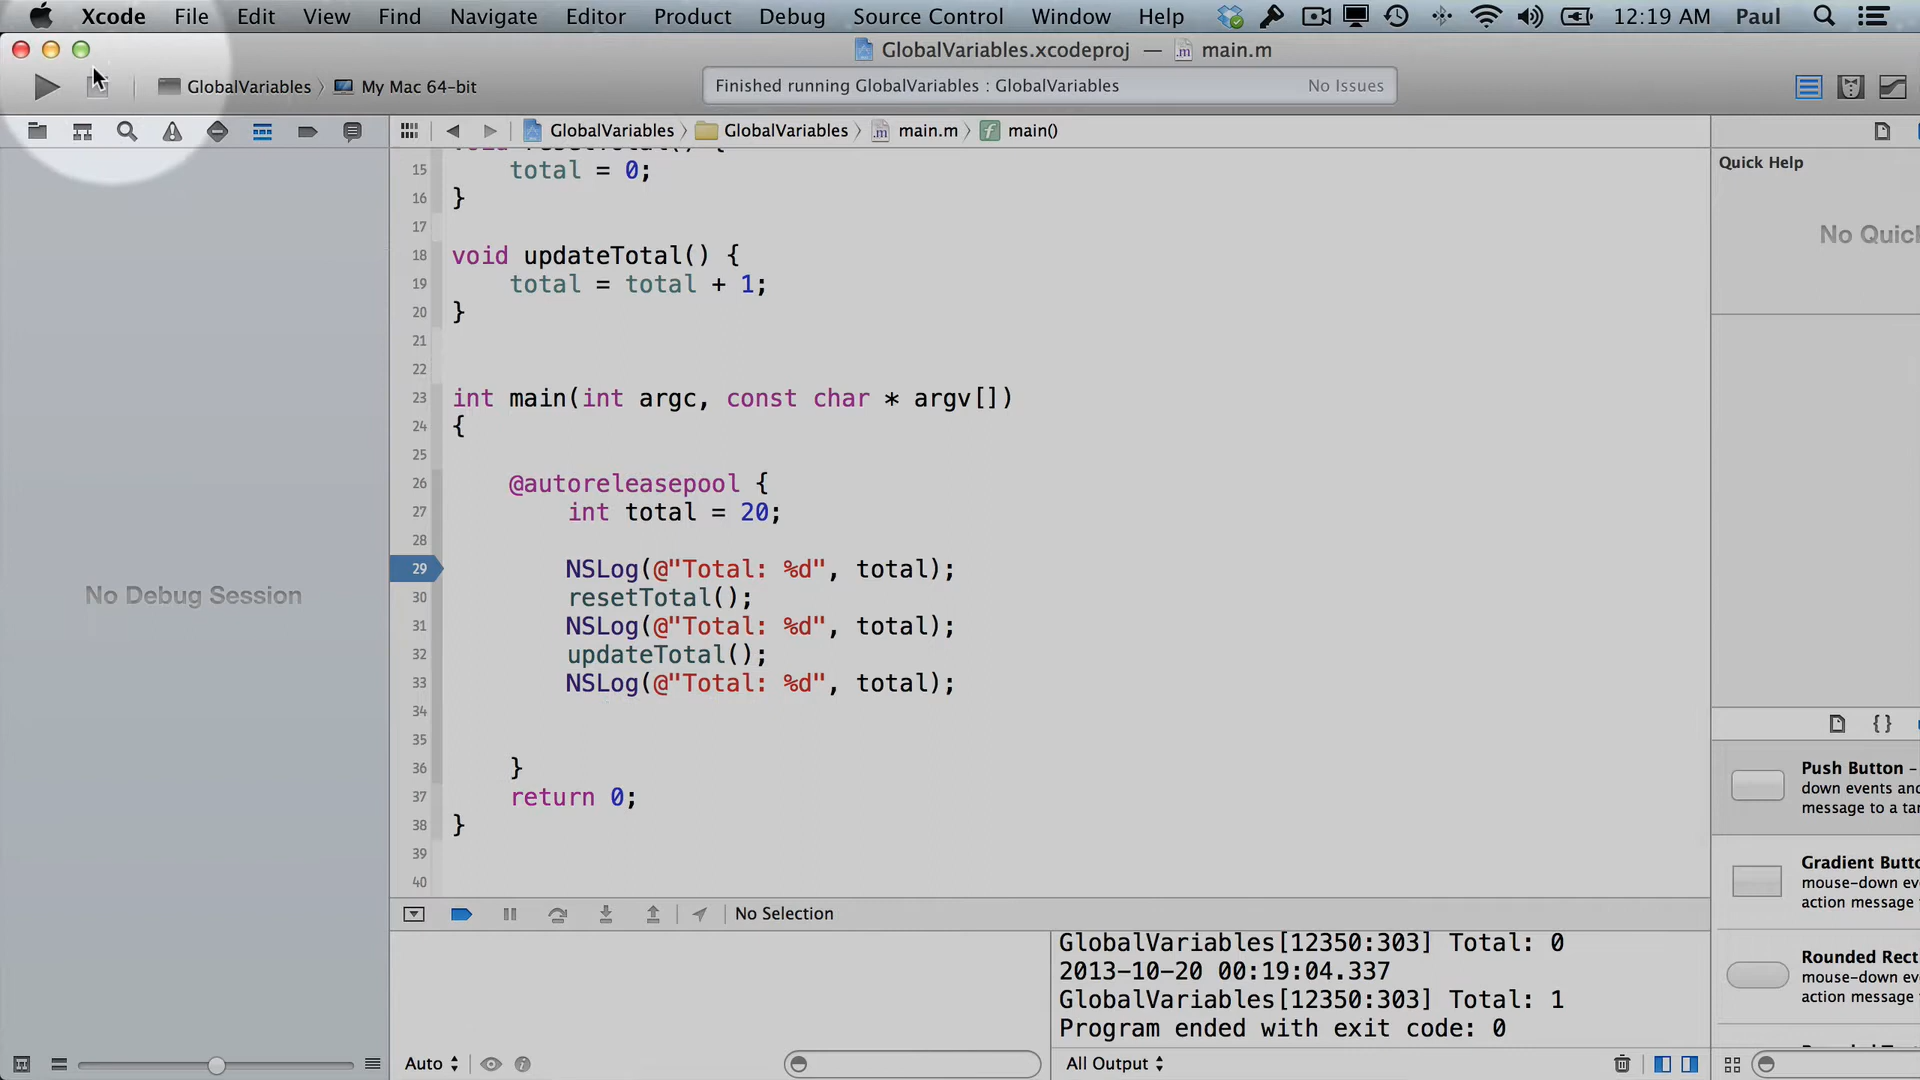 Xcode File Edit View Find Navigate Editor Product Debug Source Control Window Help 12:19 AM Paul
GlobalVariables.xcodeproj — main.m
GlobalVariables My Mac 64-bit Finished running GlobalVariables : GlobalVariables No Issues
GlobalVariables GlobalVariables main.m main()
Quick Help
No Quic
No Debug Session
15 total = 0;
16 }
17
18 void updateTotal() {
19 total = total + 1;
20 }
21
22
23 int main(int argc, const char * argv[])
24 {
25
26 @autoreleasepool {
27 int total = 20;
28
29 NSLog(@"Total: %d", total);
30 resetTotal();
31 NSLog(@"Total: %d", total);
32 updateTotal();
33 NSLog(@"Total: %d", total);
34
35
36 }
37 return 0;
38 }
39
40
Push Button –
down events and
message to a tar
Gradient Butto
mouse-down eve
action message
Rounded Rect
mouse-down eve
action message
No Selection
GlobalVariables[12350:303] Total: 0
2013-10-20 00:19:04.337
GlobalVariables[12350:303] Total: 1
Program ended with exit code: 0
Auto
All Output